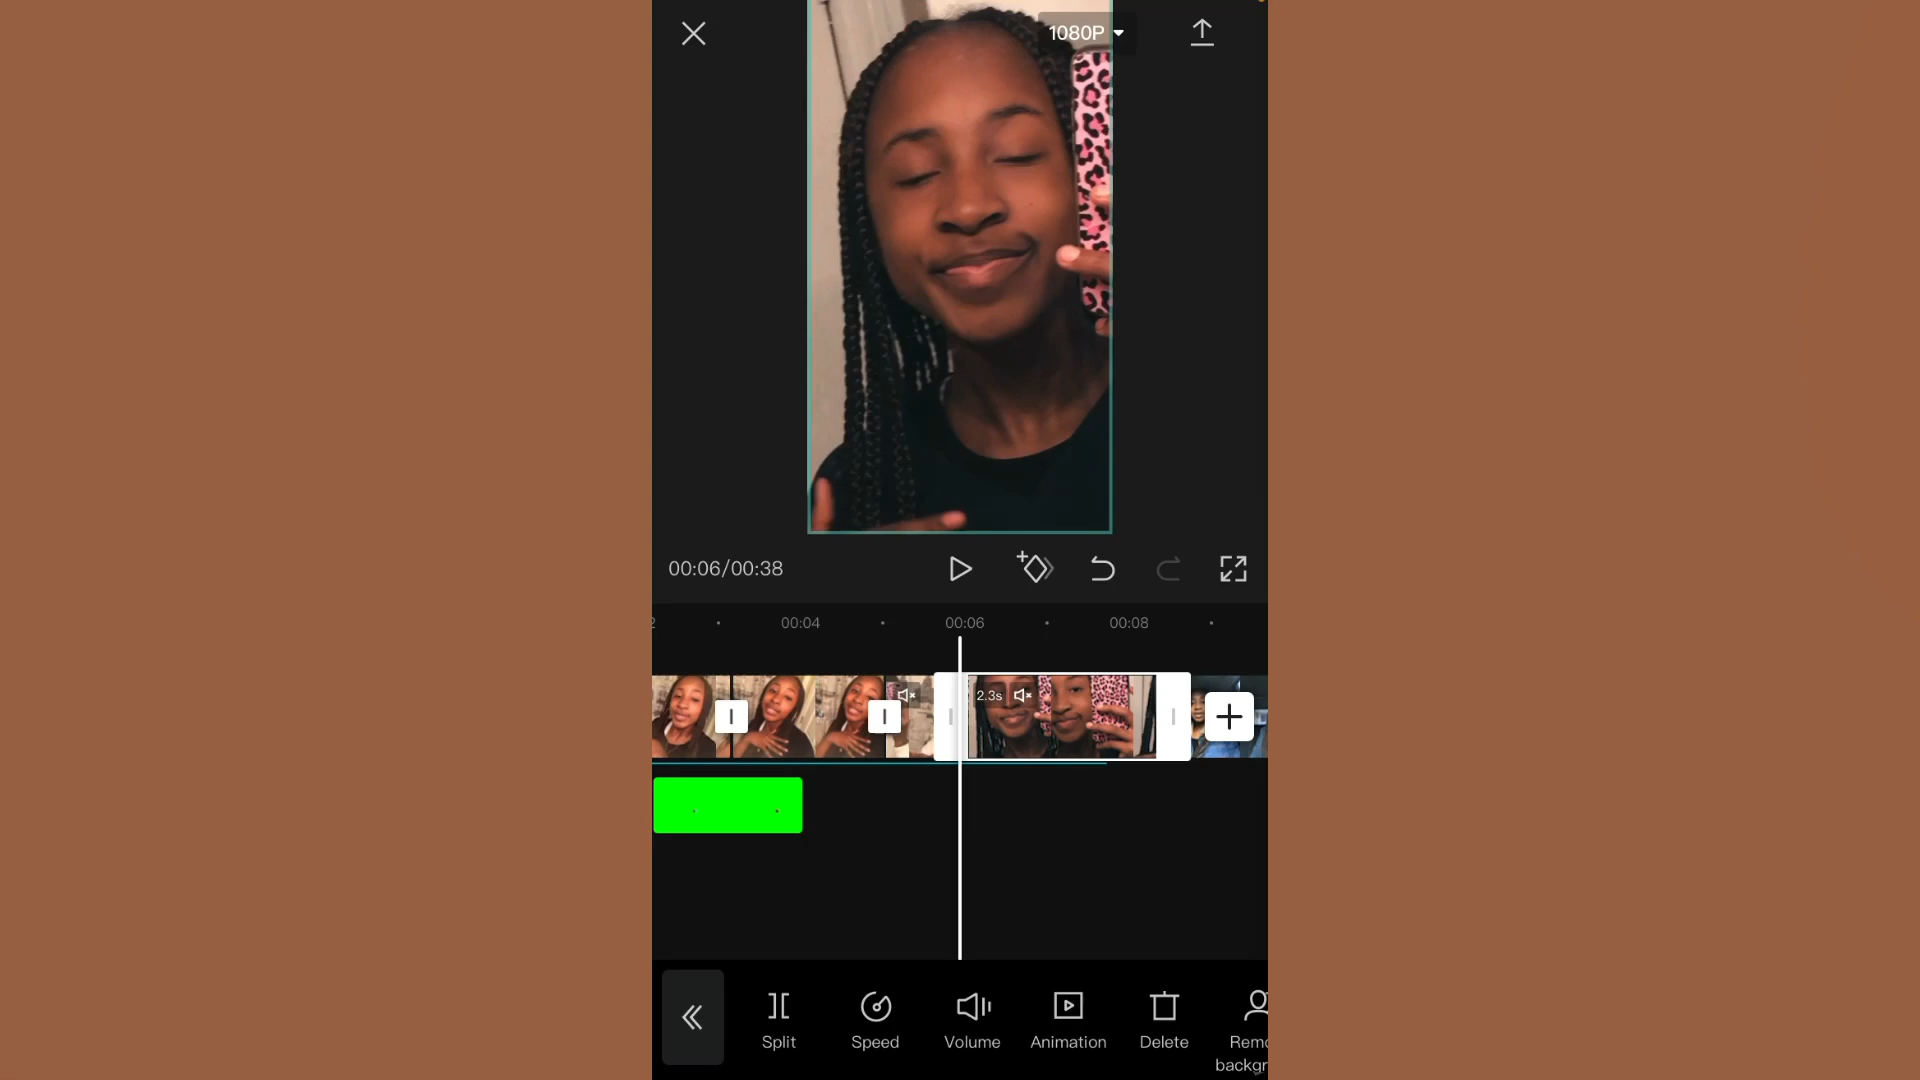 1080P
00:06/00:38
2 00:04 00:06 00:08
2.3s
Split Speed Volume Animation Delete Remo
backgr